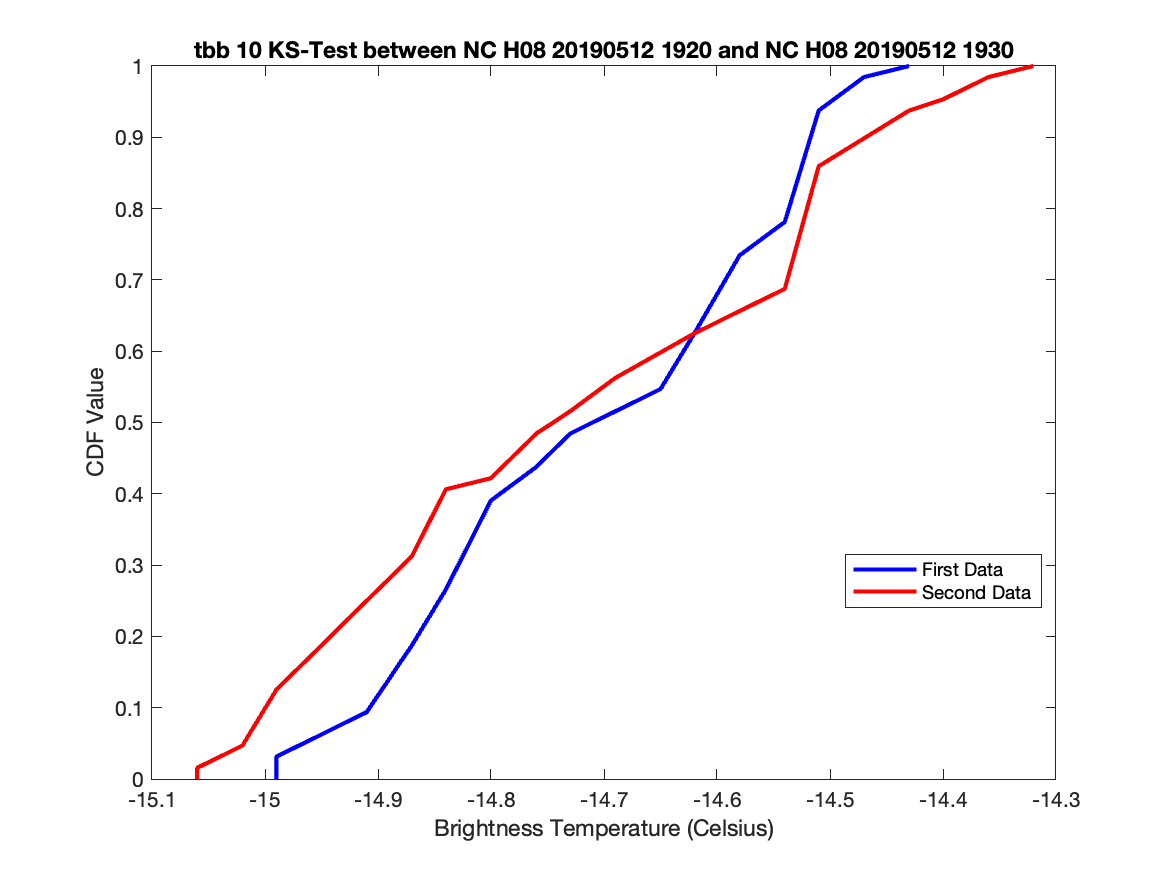 tbb 10 KS-Test between NC H08 20190512 1920 and NC H08 20190512 1930
1
0.9
0.8
0.7
0.6
0.5
0.4
0.3
0.2
0.1
0
CDF Value
First Data
Second Data
-15.1 -15 -14.9 -14.8 -14.7 -14.6 -14.5 -14.4 -14.3
Brightness Temperature (Celsius)